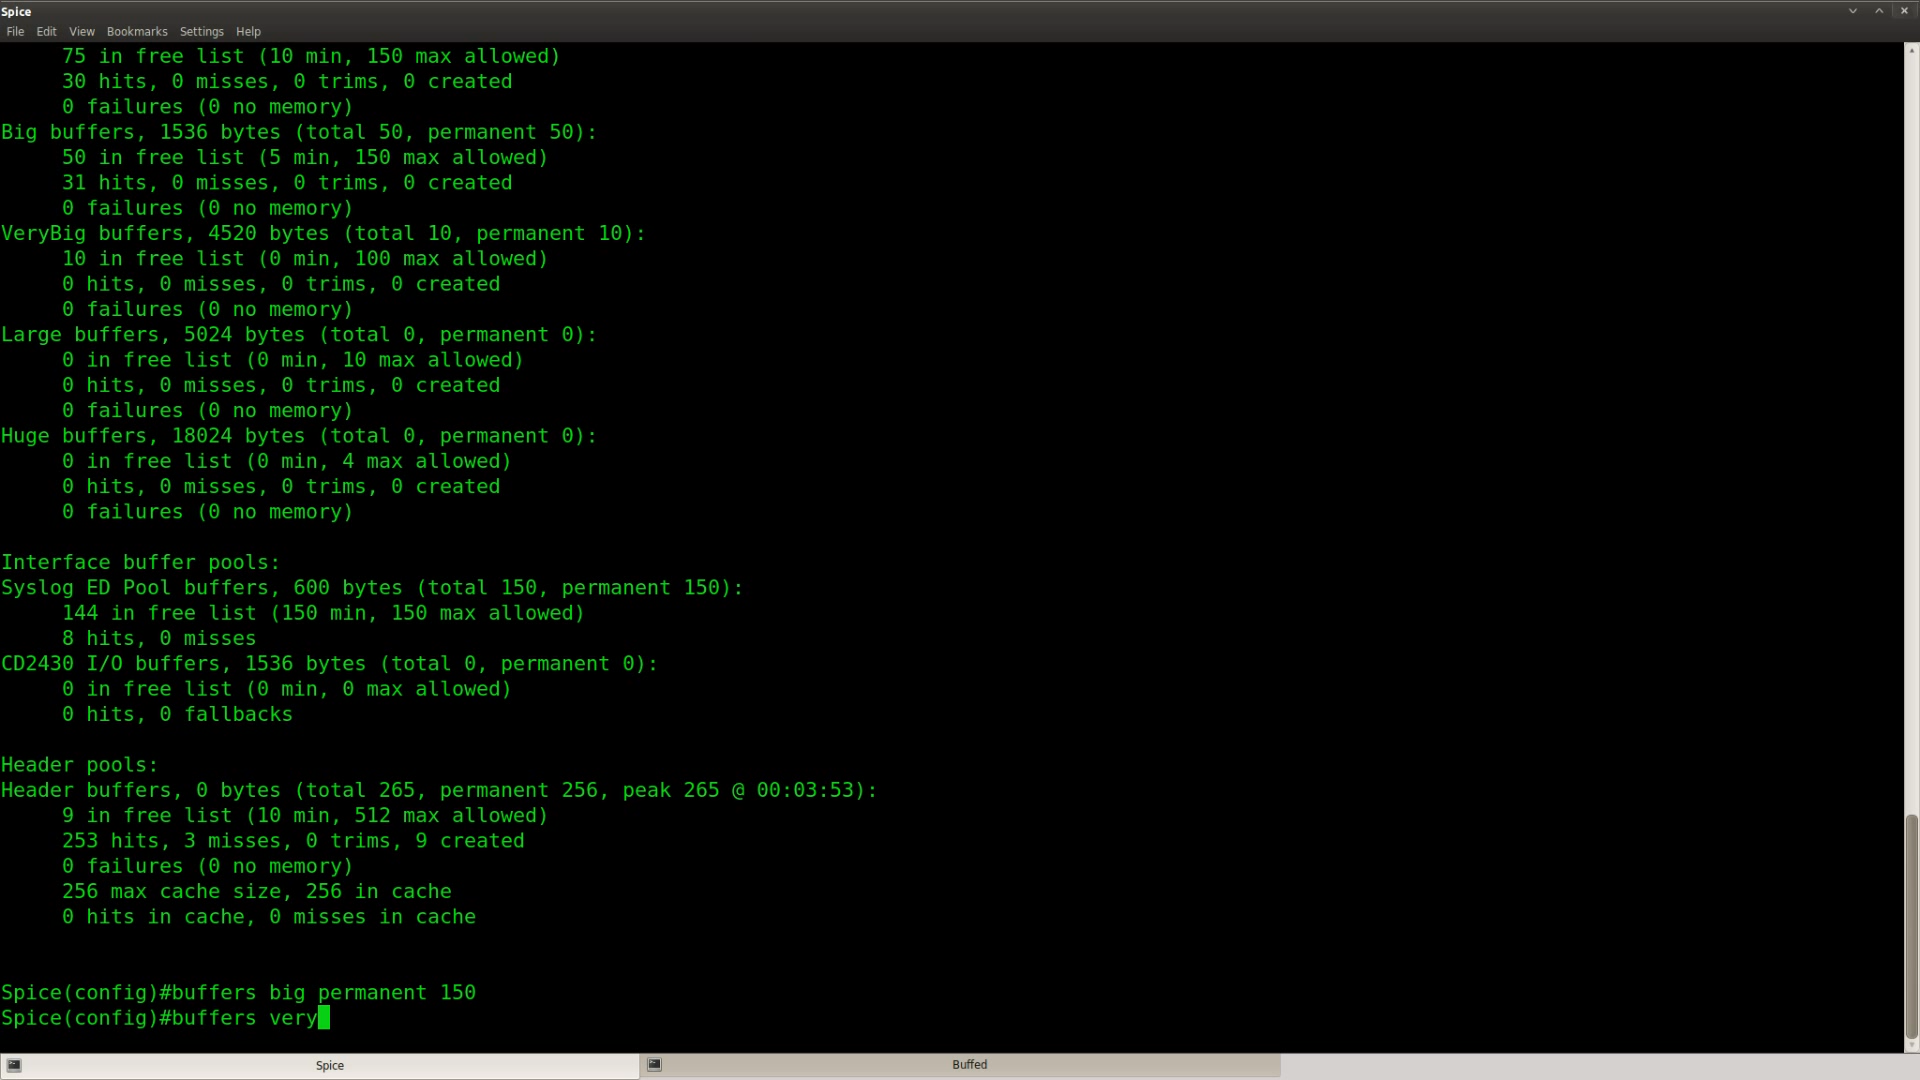 Spice
File Edit View Bookmarks Settings Help
75 in free list (10 min, 150 max allowed)
30 hits, 0 misses, 0 trims, 0 created
0 failures (0 no memory)
Big buffers, 1536 bytes (total 50, permanent 50):
50 in free list (5 min, 150 max allowed)
31 hits, 0 misses, 0 trims, 0 created
0 failures (0 no memory)
VeryBig buffers, 4520 bytes (total 10, permanent 10):
10 in free list (0 min, 100 max allowed)
0 hits, 0 misses, 0 trims, 0 created
0 failures (0 no memory)
Large buffers, 5024 bytes (total 0, permanent 0):
0 in free list (0 min, 10 max allowed)
0 hits, 0 misses, 0 trims, 0 created
0 failures (0 no memory)
Huge buffers, 18024 bytes (total 0, permanent 0):
0 in free list (0 min, 4 max allowed)
0 hits, 0 misses, 0 trims, 0 created
0 failures (0 no memory)
Interface buffer pools:
Syslog ED Pool buffers, 600 bytes (total 150, permanent 150):
144 in free list (150 min, 150 max allowed)
8 hits, 0 misses
CD2430 I/O buffers, 1536 bytes (total 0, permanent 0):
0 in free list (0 min, 0 max allowed)
0 hits, 0 fallbacks
Header pools:
Header buffers, 0 bytes (total 265, permanent 256, peak 265 @ 00:03:53):
9 in free list (10 min, 512 max allowed)
253 hits, 3 misses, 0 trims, 9 created
0 failures (0 no memory)
256 max cache size, 256 in cache
0 hits in cache, 0 misses in cache
Spice(config)#buffers big permanent 150
Spice(config)#buffers very
Spice Buffed